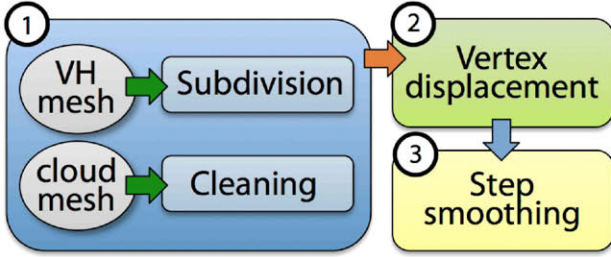 1
VH
mesh
Subdivision
cloud
mesh
Cleaning
2
Vertex
displacement
3
Step
smoothing